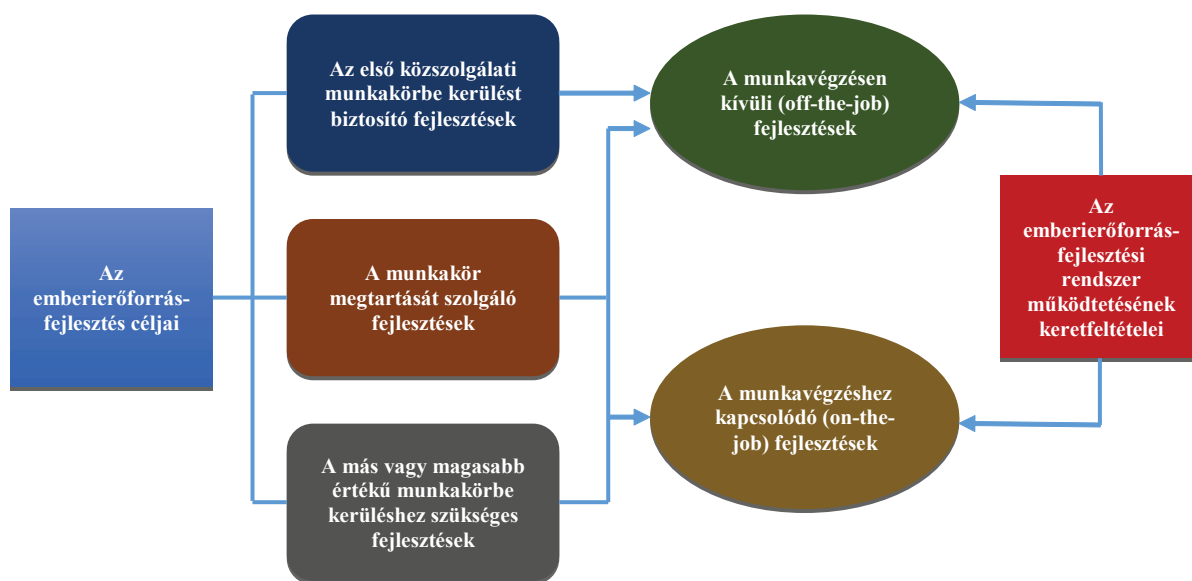 Az
emberierőforrás-
fejlesztés céljai
Az első közszolgálati
munkakörbe kerülést
biztosító fejlesztések
A munkakör
megtartását szolgáló
fejlesztések
A más vagy magasabb
értékű munkakörbe
kerüléshez szükséges
fejlesztések
A munkavégzésen
kívüli (off-the-job)
fejlesztések
A munkavégzéshez
kapcsolódó (on-the-
job) fejlesztések
Az
emberierőforrás-
fejlesztési
rendszer
működtetésének
keretfeltételei